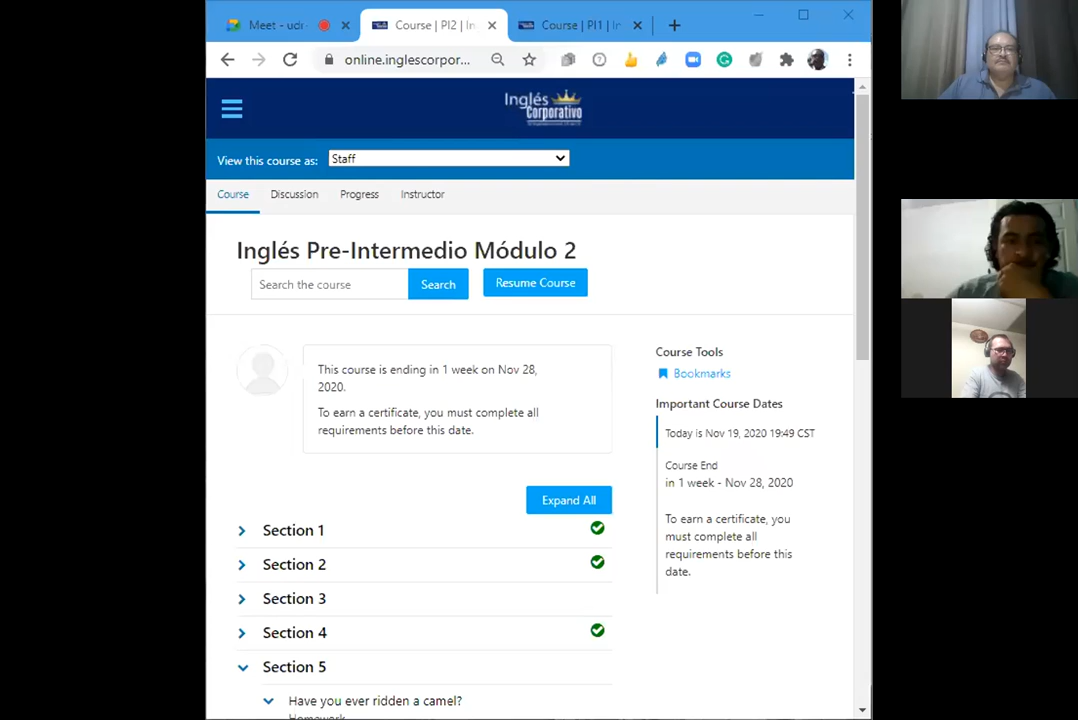 Meet - udi
Course | PI2 | In
Course | PI1 | In
online.inglescorpor...
Inglés
Corporativo
View this course as:
Staff
Course
Discussion
Progress
Instructor
Inglés Pre-Intermedio Módulo 2
Search the course
Search
Resume Course
This course is ending in 1 week on Nov 28,
2020.
To earn a certificate, you must complete all
requirements before this date.
Course Tools
Bookmarks
Important Course Dates
Today is Nov 19, 2020 19:49 CST
Course End
in 1 week - Nov 28, 2020
To earn a certificate, you
must complete all
requirements before this
date.
Expand All
Section 1
Section 2
Section 3
Section 4
Section 5
Have you ever ridden a camel?
Homework